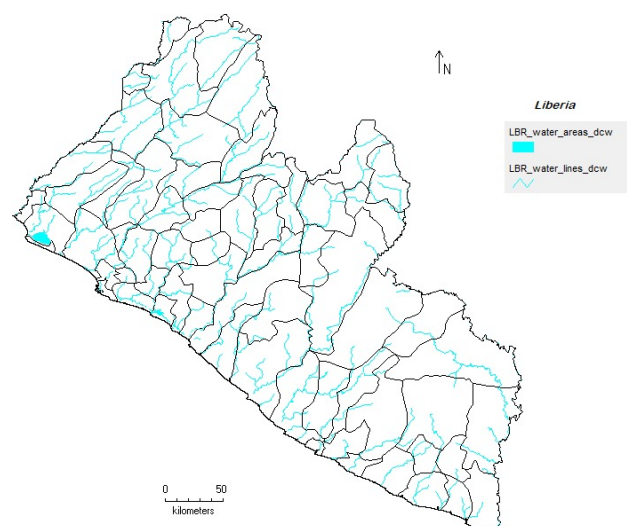 N
Liberia
LBR_water_areas_dcw
LBR_water_lines_dcw
0 50
kilometers